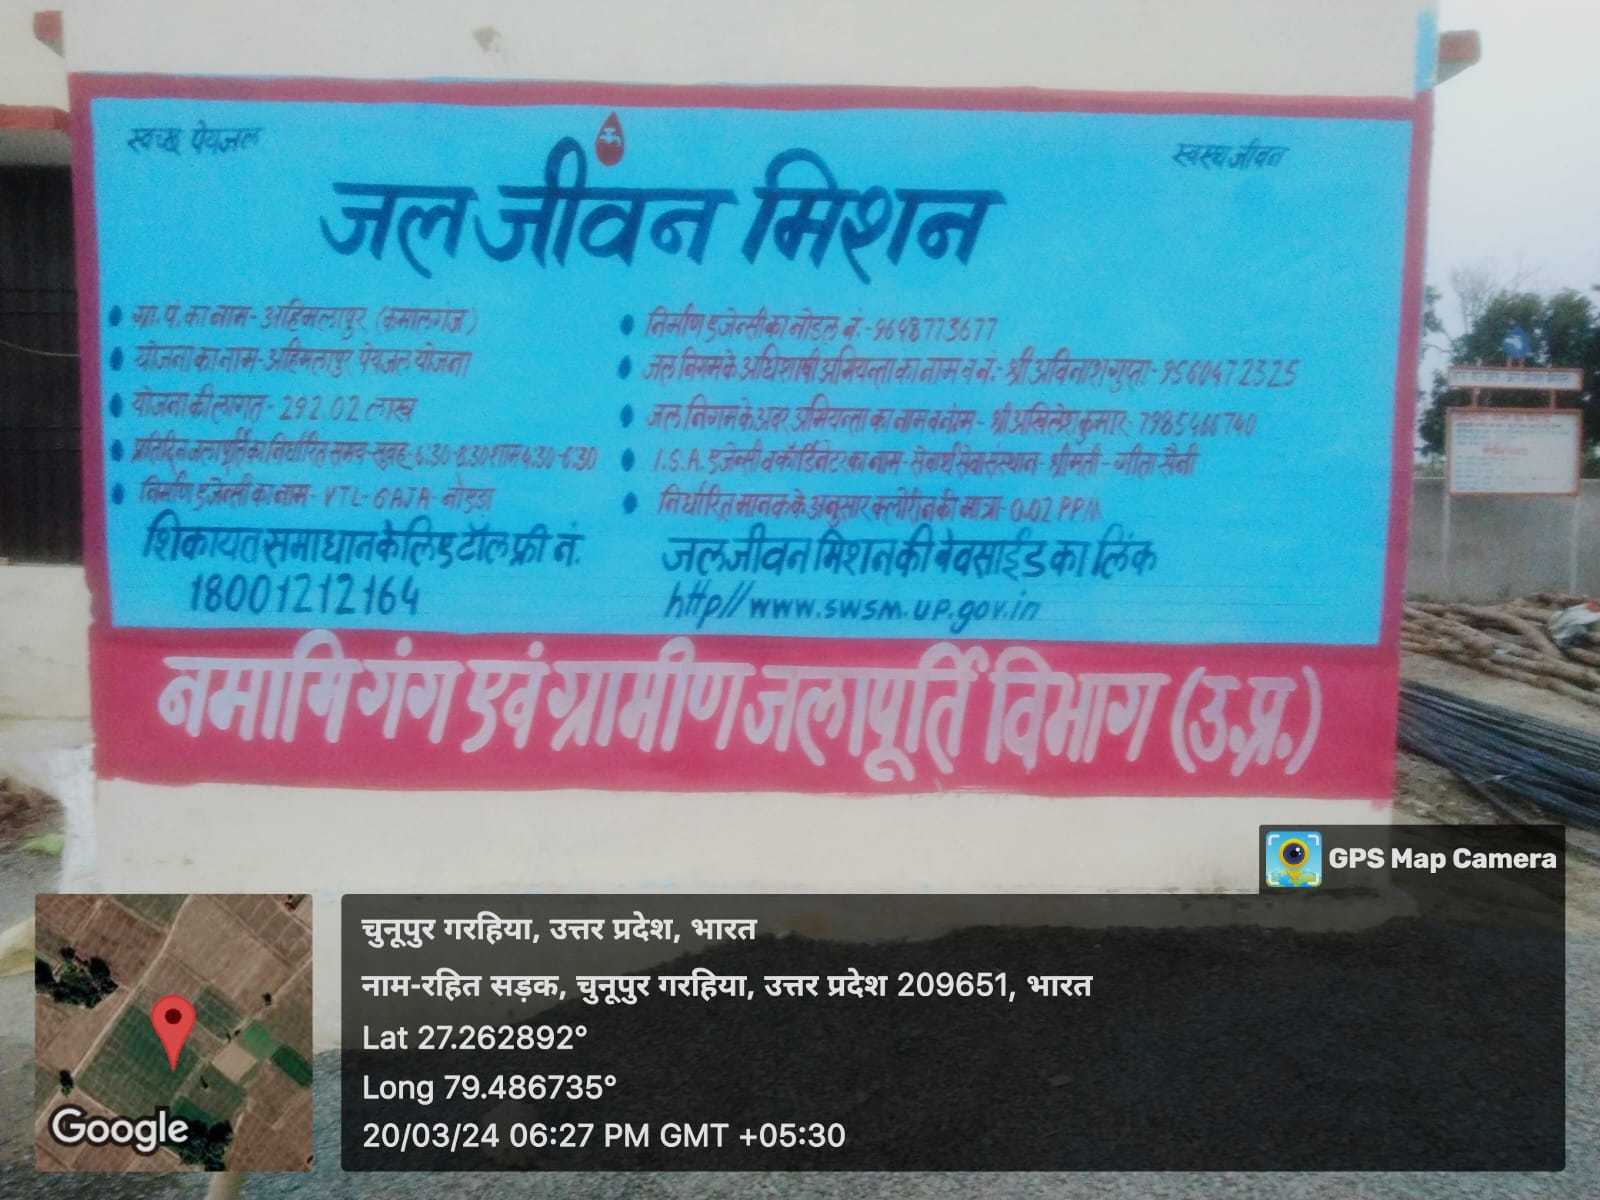 स्वच्छ पेयजल
स्वस्थ जीवन
जल जीवन मिशन
ग्रा. पं. का नाम- अहिमलापुर (कमालगंज)
योजना का नाम- अहिमलापुर पेयजल योजना
योजना की लागत- 292.02 लाख
प्रतिदिन जलापूर्ति का निर्धारित समय- सुबह- 6:30-8:30 शाम 4:30-6:30
निर्माण एजेन्सी का नाम- VTL-GAJA- नोएडा
निर्माण एजेन्सी का नोडल नं.-9648773677
जल निगम के अधिशाषी अभियन्ता का नाम व नं.- श्री अविनाश गुप्ता- 9560472325
जल निगम के अवर अभियन्ता का नाम व नंम- श्री अखिलेश कुमार- 7985466740
I.S.A. एजेन्सी व कॉर्डिनेटर का नाम- सेवार्थ सेवा संस्थान- श्रीमती- गीता सैनी
निर्धारित मानक के अनुसार क्लोरीन की मात्रा- 0.02 PPM
शिकायत समाधान के लिए टॉल फ्री नं.
18001212164
जल जीवन मिशन की वेवसाईड का लिंक
http//www.swsm.up.gov.in
नमामि गंग एवं ग्रामीण जलापूर्ति विभाग (उ.प्र.)
GPS Map Camera
चुनूपुर गरहिया, उत्तर प्रदेश, भारत
नाम-रहित सड़क, चुनूपुर गरहिया, उत्तर प्रदेश 209651, भारत
Lat 27.262892°
Long 79.486735°
20/03/24 06:27 PM GMT +05:30
Google